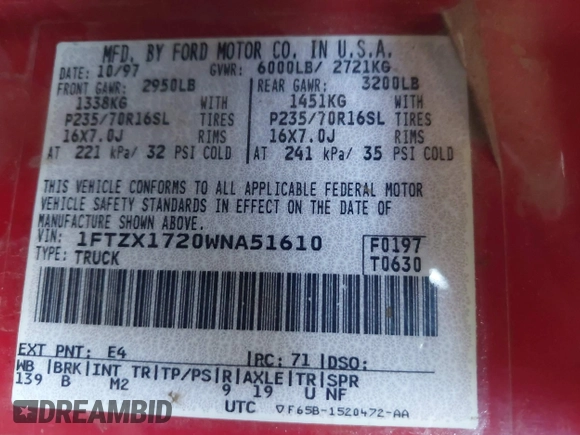 MFD. BY FORD MOTOR CO. IN U.S.A.
DATE: 10/97 GVWR: 6000LB/ 2721KG
FRONT GAWR: 2950LB REAR GAWR: 3200LB
1338KG WITH 1451KG WITH
P235/70R16SL TIRES P235/70R16SL TIRES
16X7.0J RIMS 16X7.0J RIMS
AT 221 kPa/ 32 PSI COLD AT 241 kPa/ 35 PSI COLD
THIS VEHICLE CONFORMS TO ALL APPLICABLE FEDERAL MOTOR
VEHICLE SAFETY STANDARDS IN EFFECT ON THE DATE OF
MANUFACTURE SHOWN ABOVE.
VIN: 1FTZX1720WNA51610 F0197
TYPE: TRUCK T0630
EXT PNT: E4 RC: 71 DSO:
WB BRK INT TR TP/PS R AXLE TR SPR
139 B M2 9 19 U NF
UTC ▽F65B-1520472-AA
DREAMBID